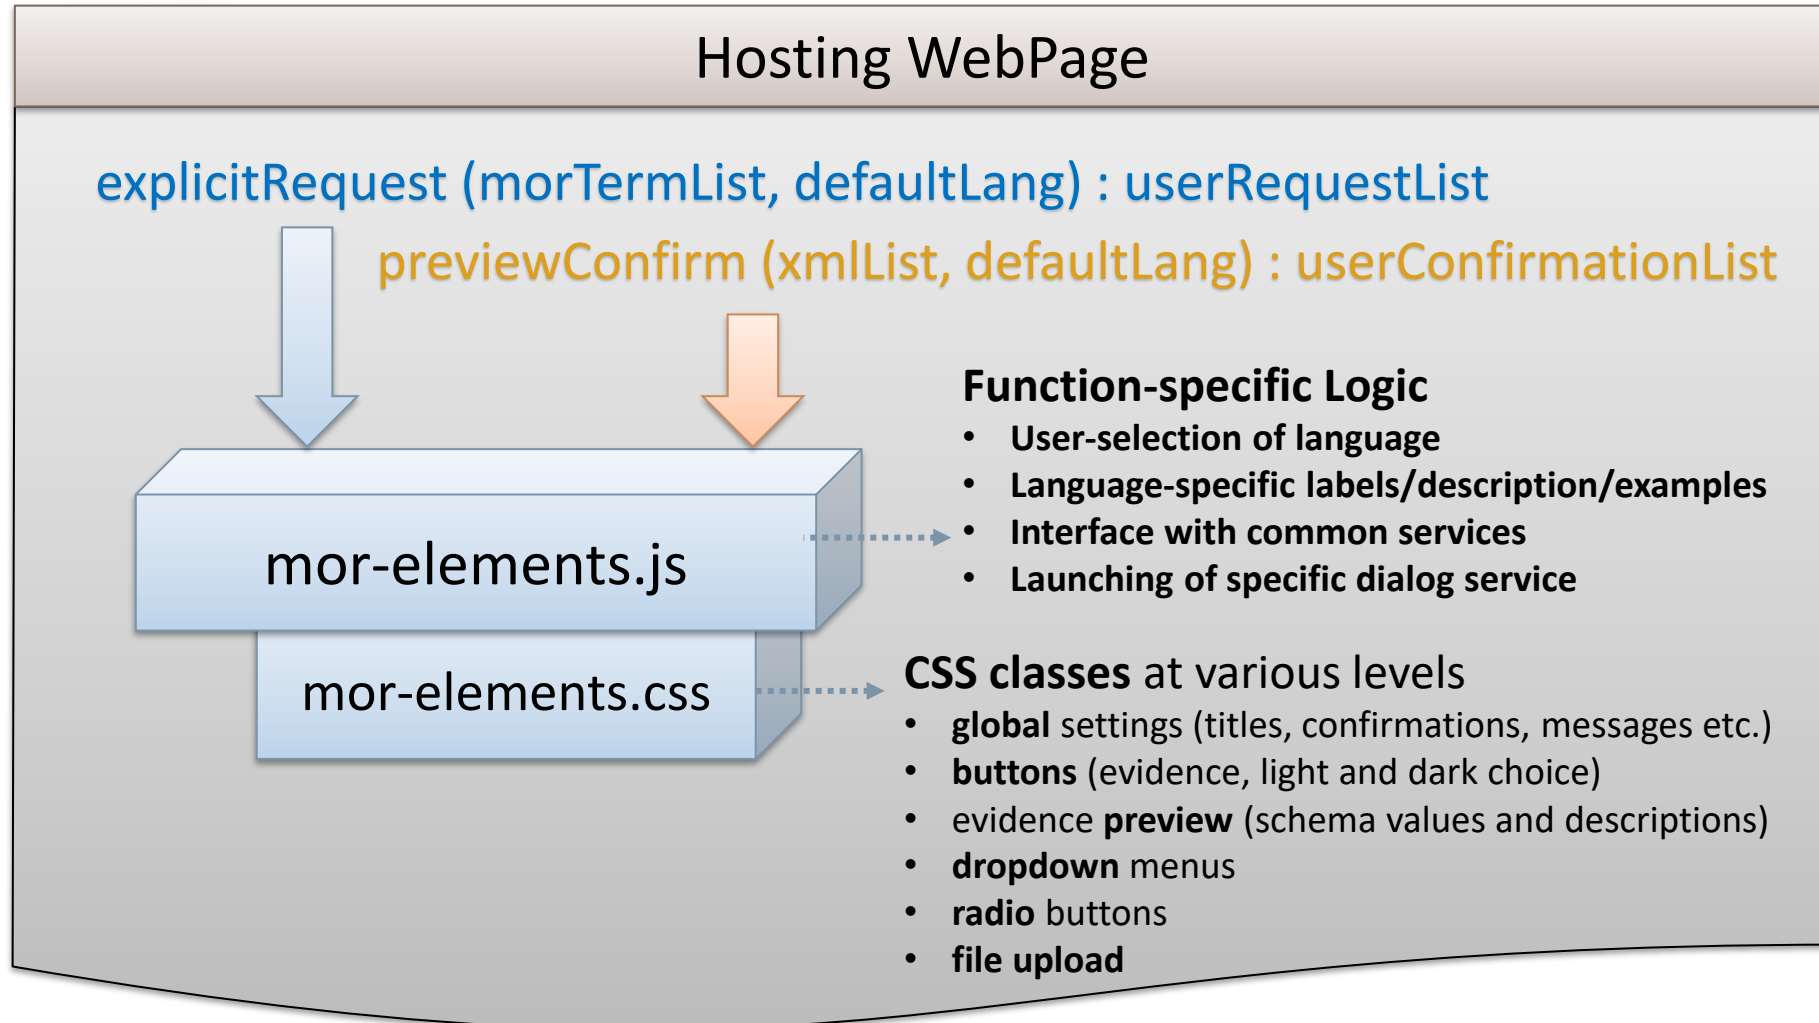 Hosting WebPage
explicitRequest (morTermList, defaultLang) : userRequestList
previewConfirm (xmlList, defaultLang) : userConfirmationList
mor-elements.js
mor-elements.css
Function-specific Logic
• User-selection of language
• Language-specific labels/description/examples
• Interface with common services
• Launching of specific dialog service
CSS classes at various levels
• global settings (titles, confirmations, messages etc.)
• buttons (evidence, light and dark choice)
• evidence preview (schema values and descriptions)
• dropdown menus
• radio buttons
• file upload